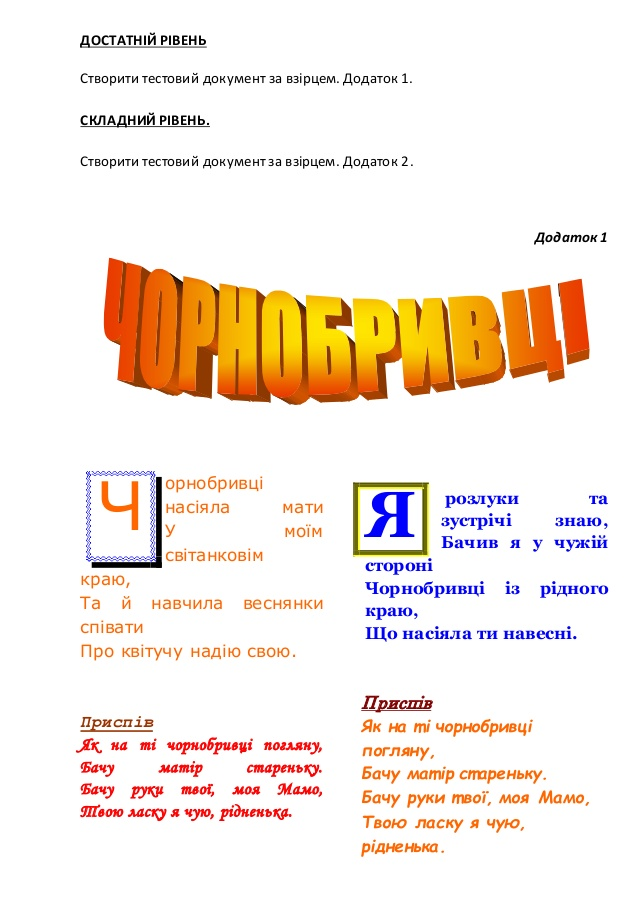 ДОСТАТНІЙ РІВЕНЬ
Створити тестовий документ за взірцем. Додаток 1.
СКЛАДНИЙ РІВЕНЬ.
Створити тестовий документ за взірцем. Додаток 2.
Додаток 1
ЧОРНОБРИВЦІ
Чорнобривці
насіяла мати
У моїм
світанковім
краю,
Та й навчила веснянки
співати
Про квітучу надію свою.
Приспів
Як на ті чорнобривці погляну,
Бачу матір стареньку.
Бачу руки твої, моя Мамо,
Твою ласку я чую, рідненька.
Я розлуки та
зустрічі знаю,
Бачив я у чужій
стороні
Чорнобривці із рідного
краю,
Що насіяла ти навесні.
Приспів
Як на ті чорнобривці
погляну,
Бачу матір стареньку.
Бачу руки твої, моя Мамо,
Твою ласку я чую,
рідненька.